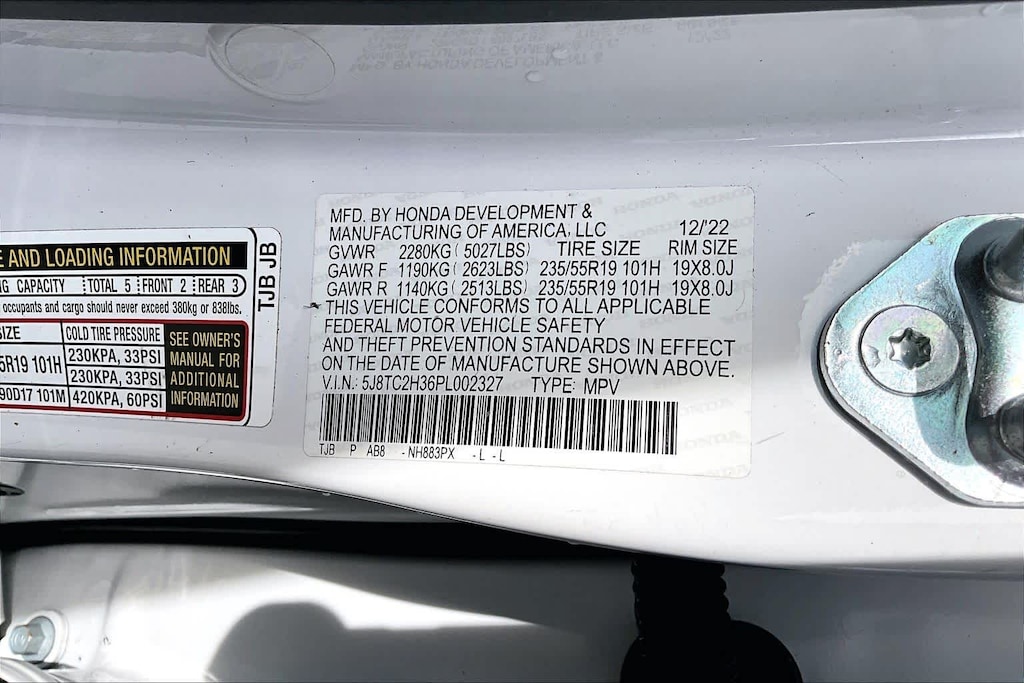 E AND LOADING INFORMATION
G CAPACITY TOTAL 5 FRONT 2 REAR 3
occupants and cargo should never exceed 380kg or 838lbs.
SIZE COLD TIRE PRESSURE SEE OWNER'S MANUAL FOR ADDITIONAL INFORMATION
5R19 101H 230KPA, 33PSI
230KPA, 33PSI
90D17 101M 420KPA, 60PSI
TJB JB
MFD. BY HONDA DEVELOPMENT &
MANUFACTURING OF AMERICA, LLC 12/'22
GVWR 2280KG (5027LBS) TIRE SIZE RIM SIZE
GAWR F 1190KG (2623LBS) 235/55R19 101H 19X8.0J
GAWR R 1140KG (2513LBS) 235/55R19 101H 19X8.0J
THIS VEHICLE CONFORMS TO ALL APPLICABLE
FEDERAL MOTOR VEHICLE SAFETY
AND THEFT PREVENTION STANDARDS IN EFFECT
ON THE DATE OF MANUFACTURE SHOWN ABOVE.
V.I.N.: 5J8TC2H36PL002327 TYPE: MPV
TJB P AB8 -NH883PX -L -L